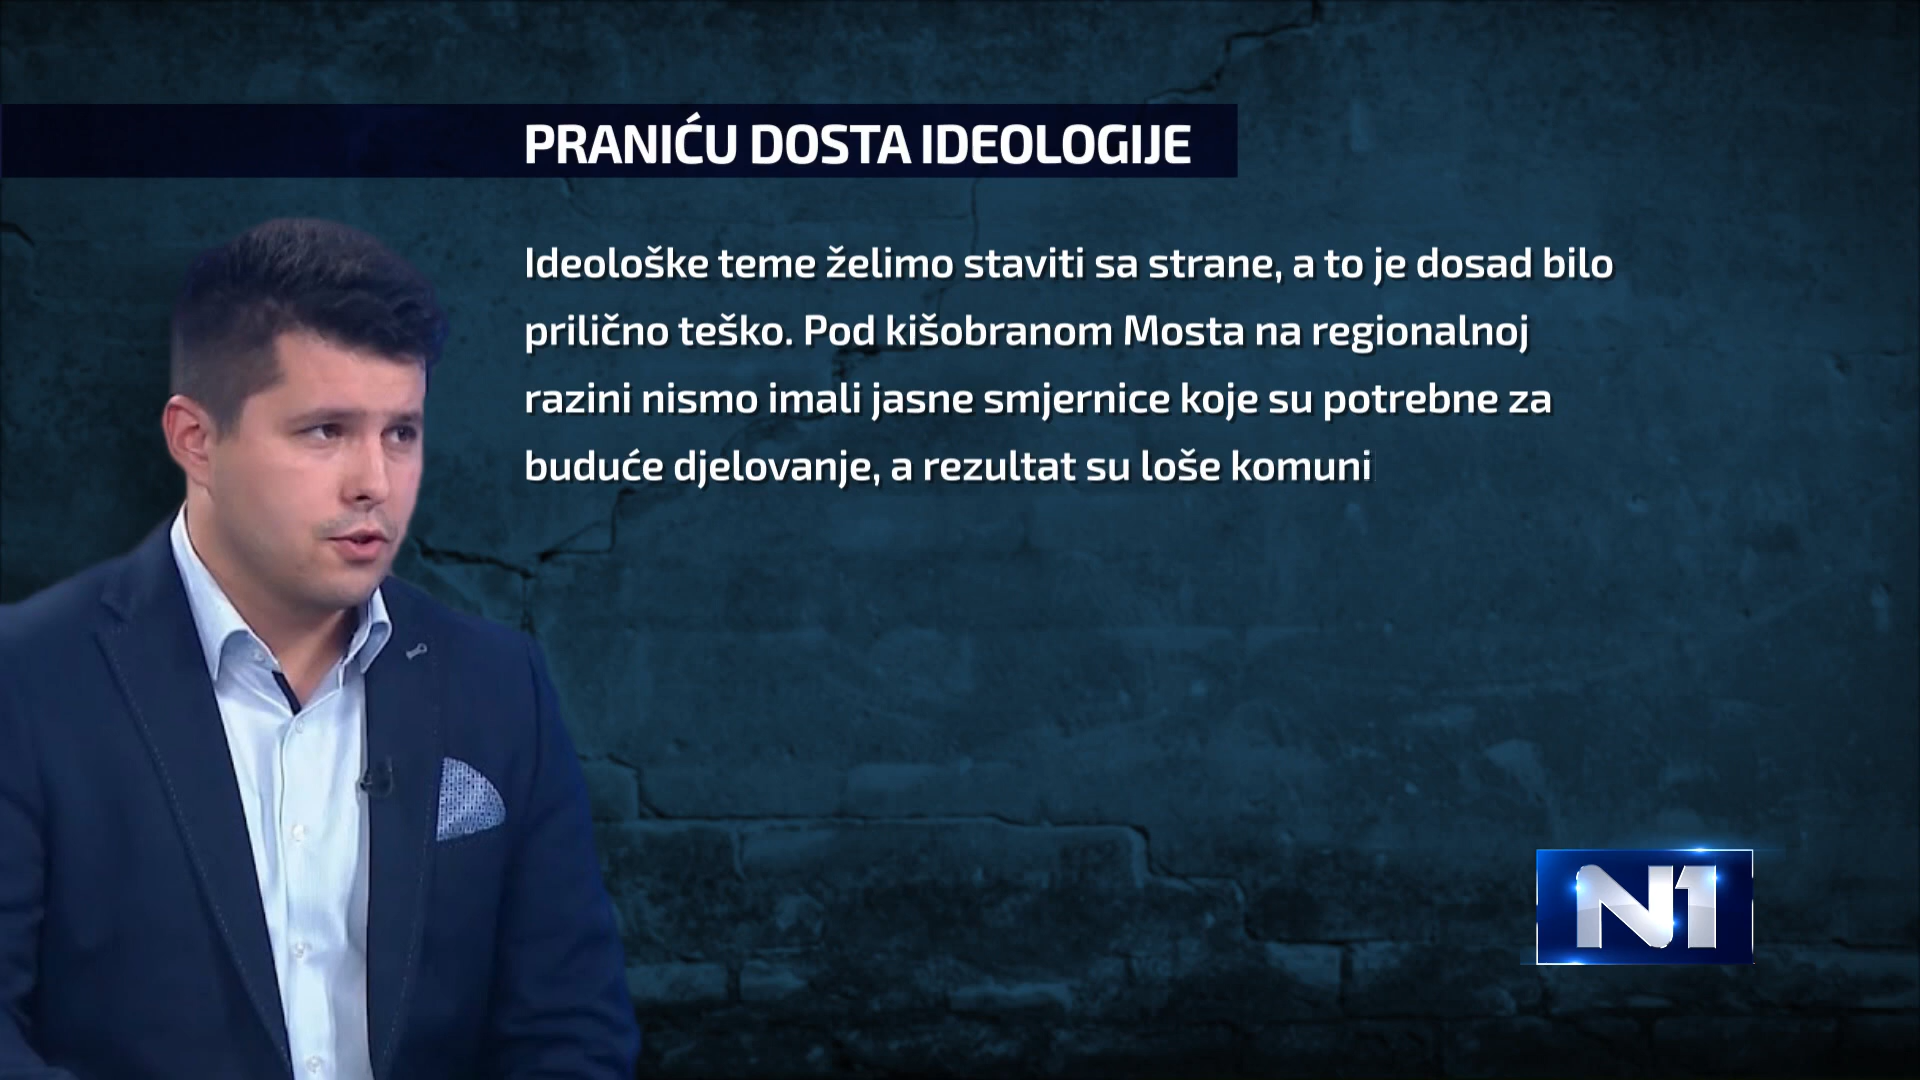 PRANIĆU DOSTA IDEOLOGIJE
Ideološke teme želimo staviti sa strane, a to je dosad bilo
prilično teško. Pod kišobranom Mosta na regionalnoj
razini nismo imali jasne smjernice koje su potrebne za
buduće djelovanje, a rezultat su loše komuni
N1